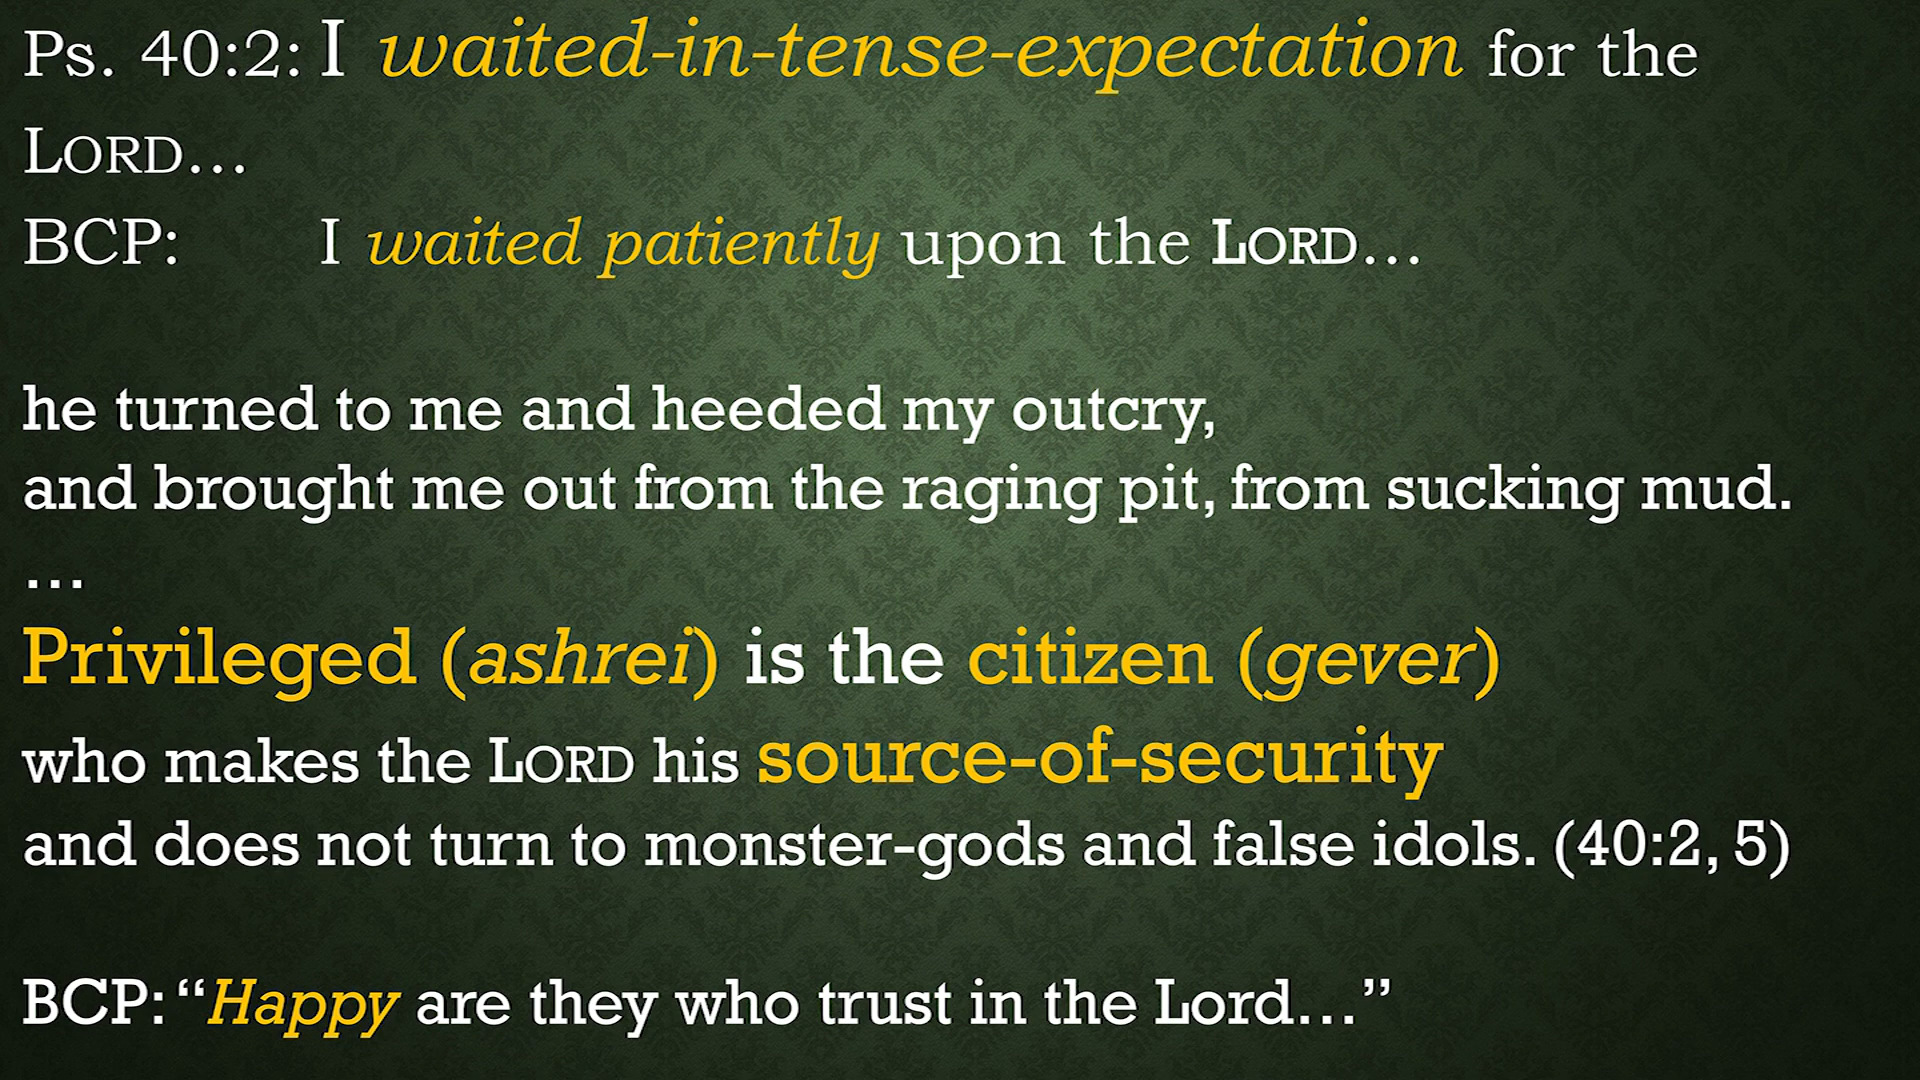 Ps. 40:2: I waited-in-tense-expectation for the
LORD…
BCP: I waited patiently upon the LORD…
he turned to me and heeded my outcry,
and brought me out from the raging pit, from sucking mud.
…
Privileged (ashrei) is the citizen (gever)
who makes the LORD his source-of-security
and does not turn to monster-gods and false idols. (40:2, 5)
BCP: “Happy are they who trust in the Lord…”